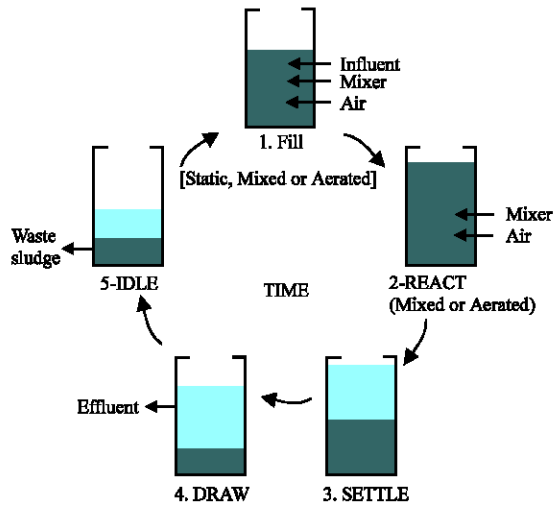 Influent
Mixer
Air
1. Fill
[Static, Mixed or Aerated]
Mixer
Air
2-REACT
(Mixed or Aerated)
Waste
sludge
5-IDLE
TIME
Effluent
4. DRAW
3. SETTLE